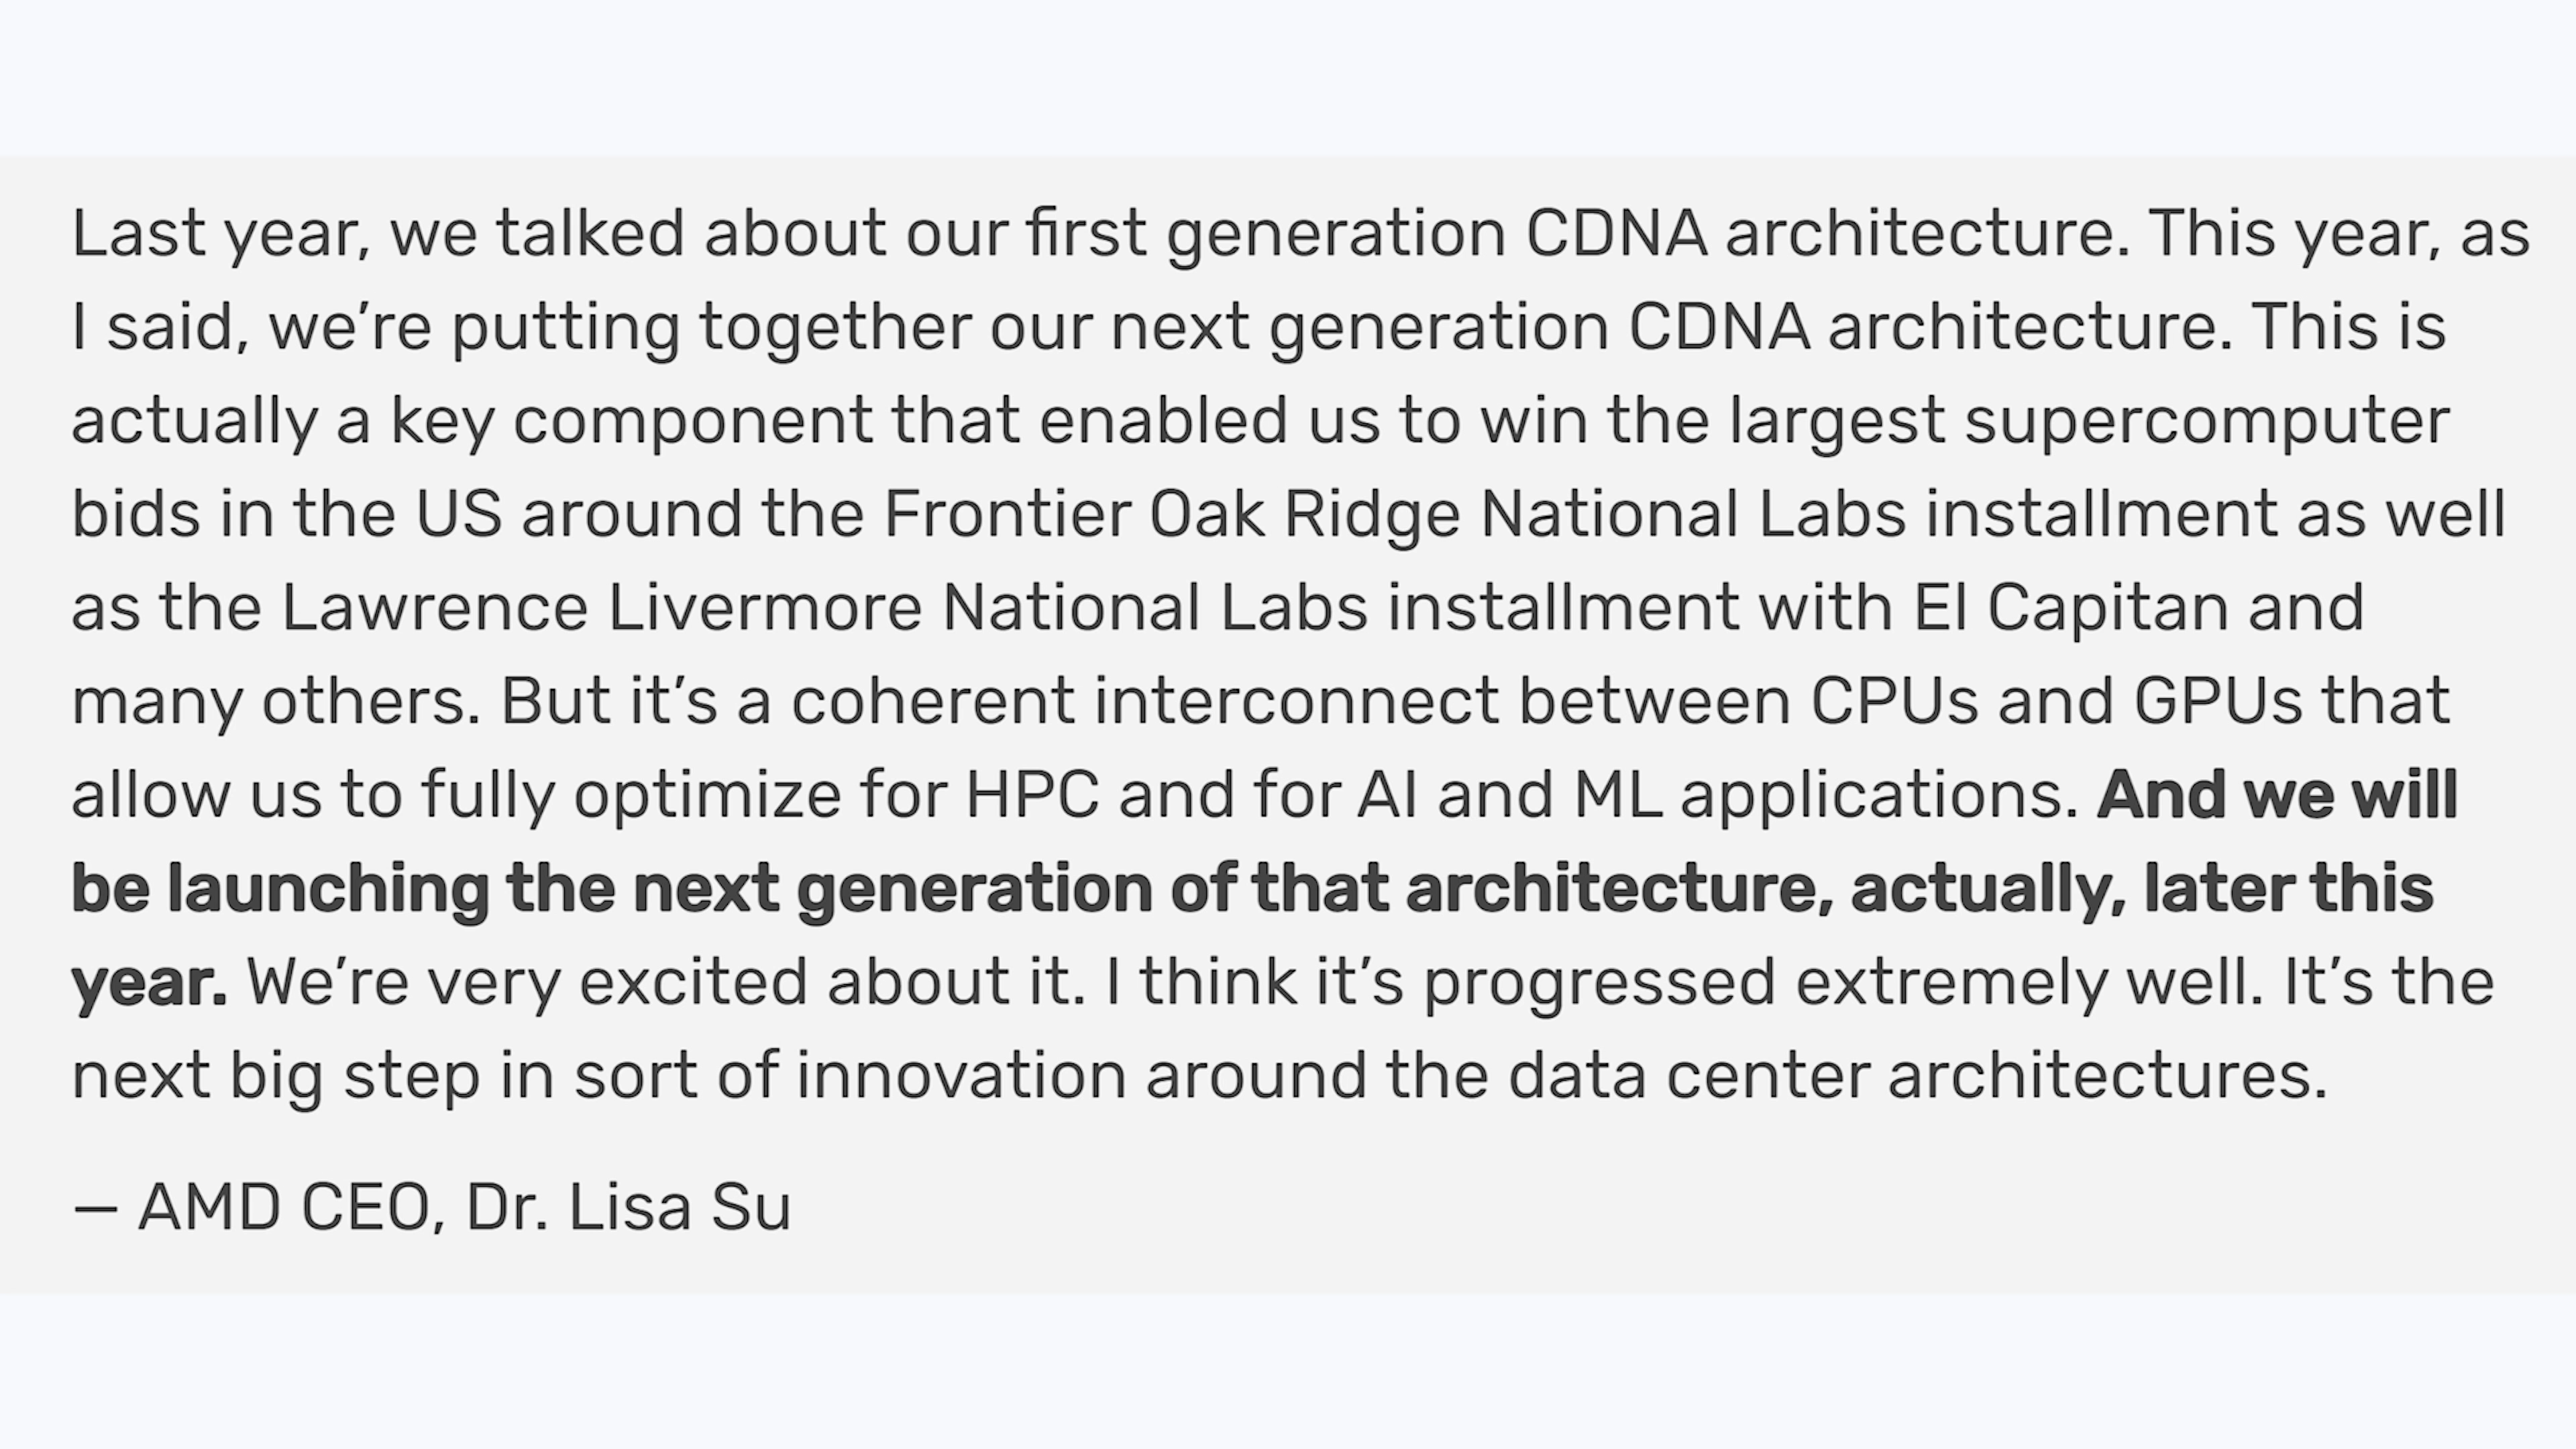 Last year, we talked about our first generation CDNA architecture. This year, as
I said, we’re putting together our next generation CDNA architecture. This is
actually a key component that enabled us to win the largest supercomputer
bids in the US around the Frontier Oak Ridge National Labs installment as well
as the Lawrence Livermore National Labs installment with El Capitan and
many others. But it’s a coherent interconnect between CPUs and GPUs that
allow us to fully optimize for HPC and for AI and ML applications. And we will
be launching the next generation of that architecture, actually, later this
year. We’re very excited about it. I think it’s progressed extremely well. It’s the
next big step in sort of innovation around the data center architectures.
— AMD CEO, Dr. Lisa Su